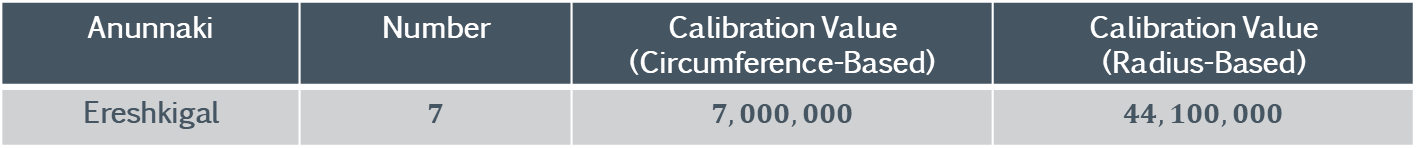 Anunnaki Number Calibration Value (Circumference-Based) Calibration Value (Radius-Based)
Ereshkigal 7 7,000,000 44,100,000